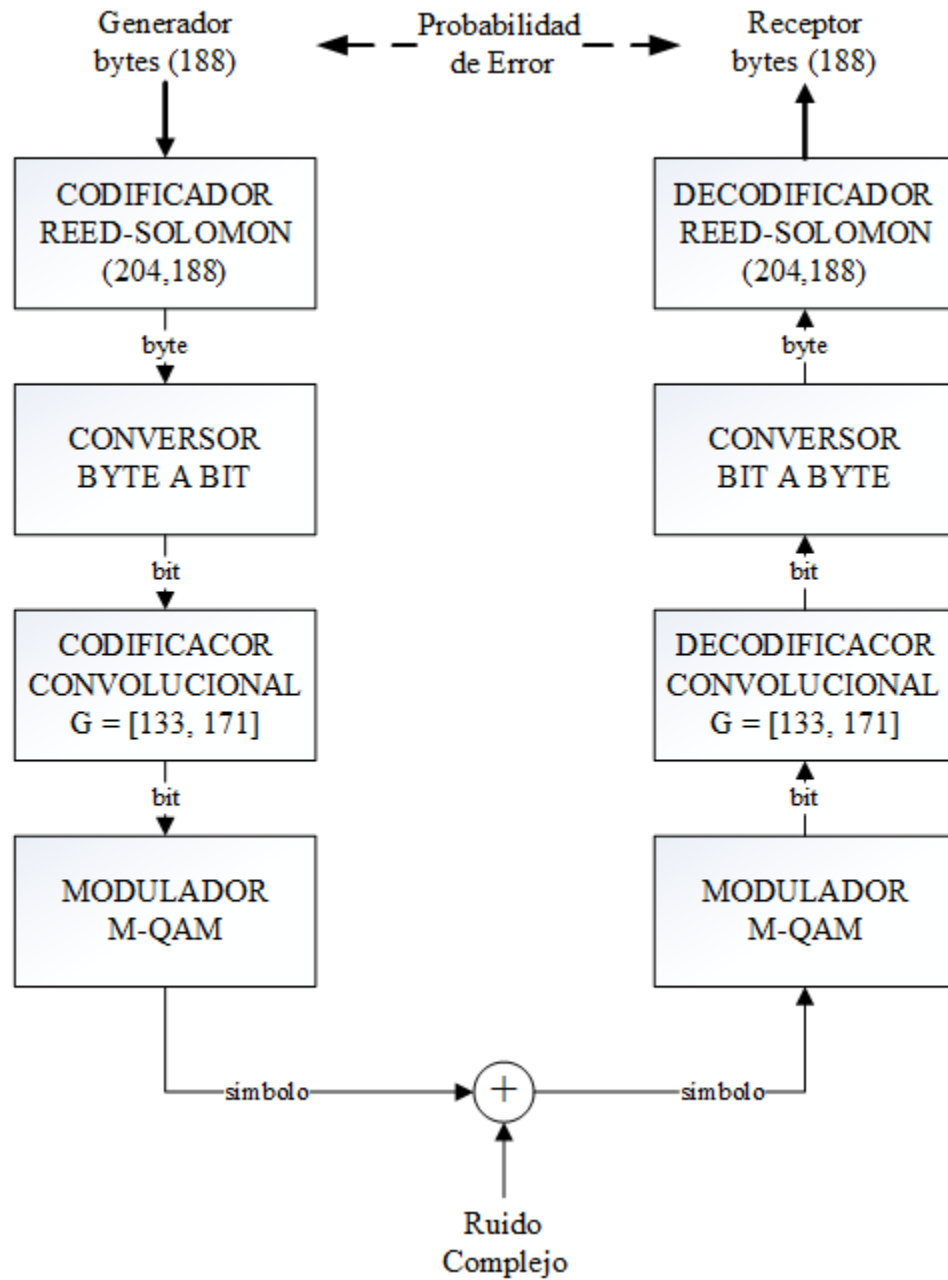 Generador
bytes (188)
Probabilidad
de Error
Receptor
bytes (188)
CODIFICADOR
REED-SOLOMON
(204,188)
DECODIFICADOR
REED-SOLOMON
(204,188)
byte
byte
CONVERSOR
BYTE A BIT
CONVERSOR
BIT A BYTE
bit
bit
CODIFICACOR
CONVOLUCIONAL
G = [133, 171]
DECODIFICACOR
CONVOLUCIONAL
G = [133, 171]
bit
bit
MODULADOR
M-QAM
MODULADOR
M-QAM
símbolo
+
símbolo
Ruido
Complejo